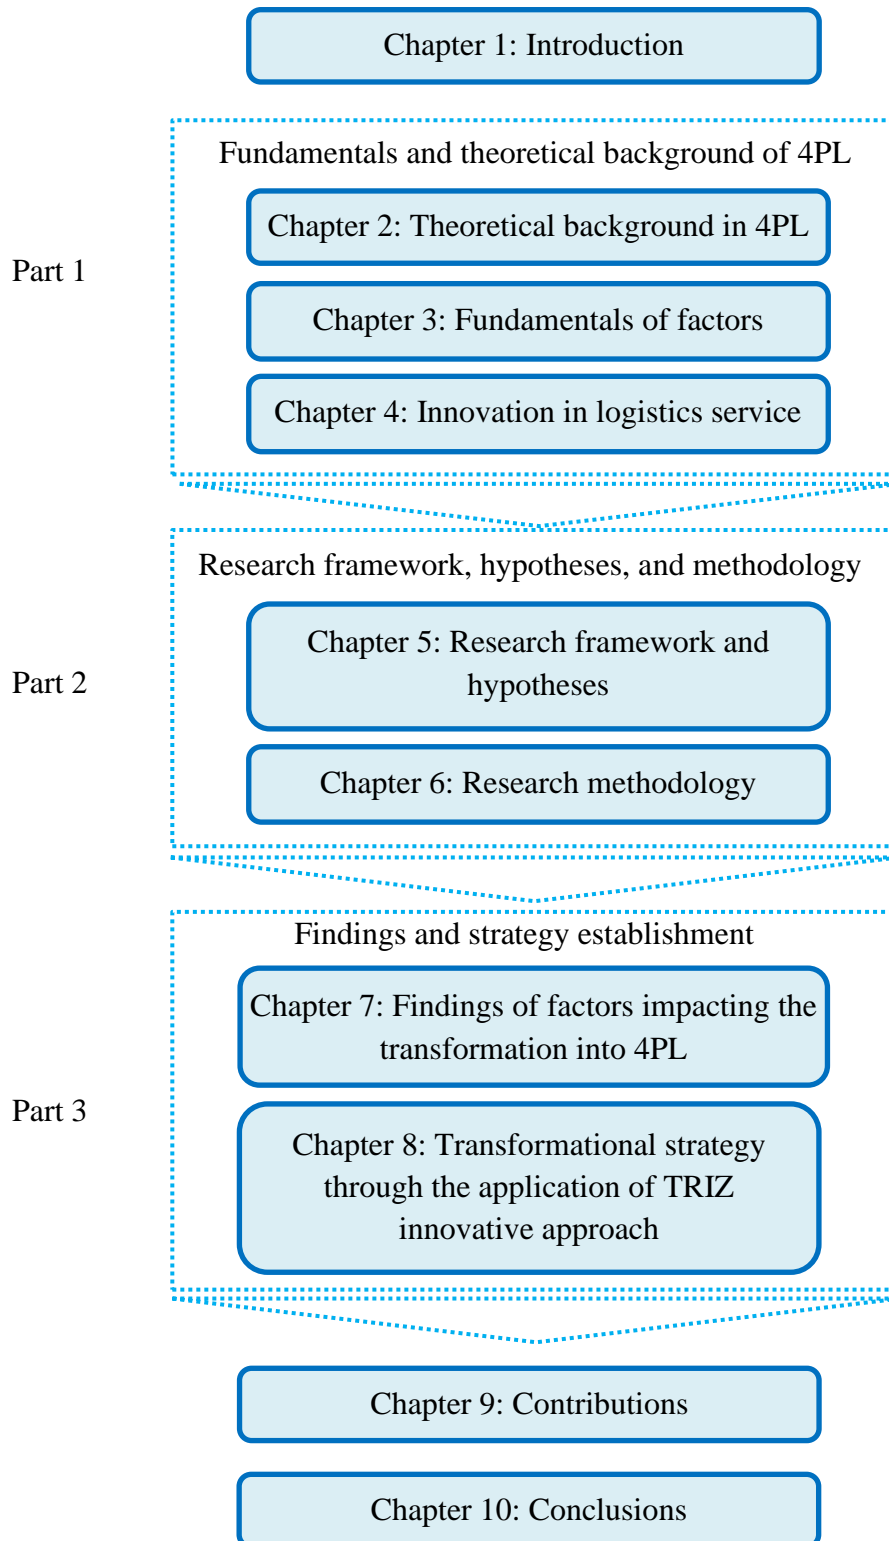 Chapter 1: Introduction
Fundamentals and theoretical background of 4PL
Chapter 2: Theoretical background in 4PL
Part 1
Chapter 3: Fundamentals of factors
Chapter 4: Innovation in logistics service
Research framework, hypotheses, and methodology
Chapter 5: Research framework and
hypotheses
Part 2
Chapter 6: Research methodology
Findings and strategy establishment
Chapter 7: Findings of factors impacting the
transformation into 4PL
Part 3
Chapter 8: Transformational strategy
through the application of TRIZ
innovative approach
Chapter 9: Contributions
Chapter 10: Conclusions